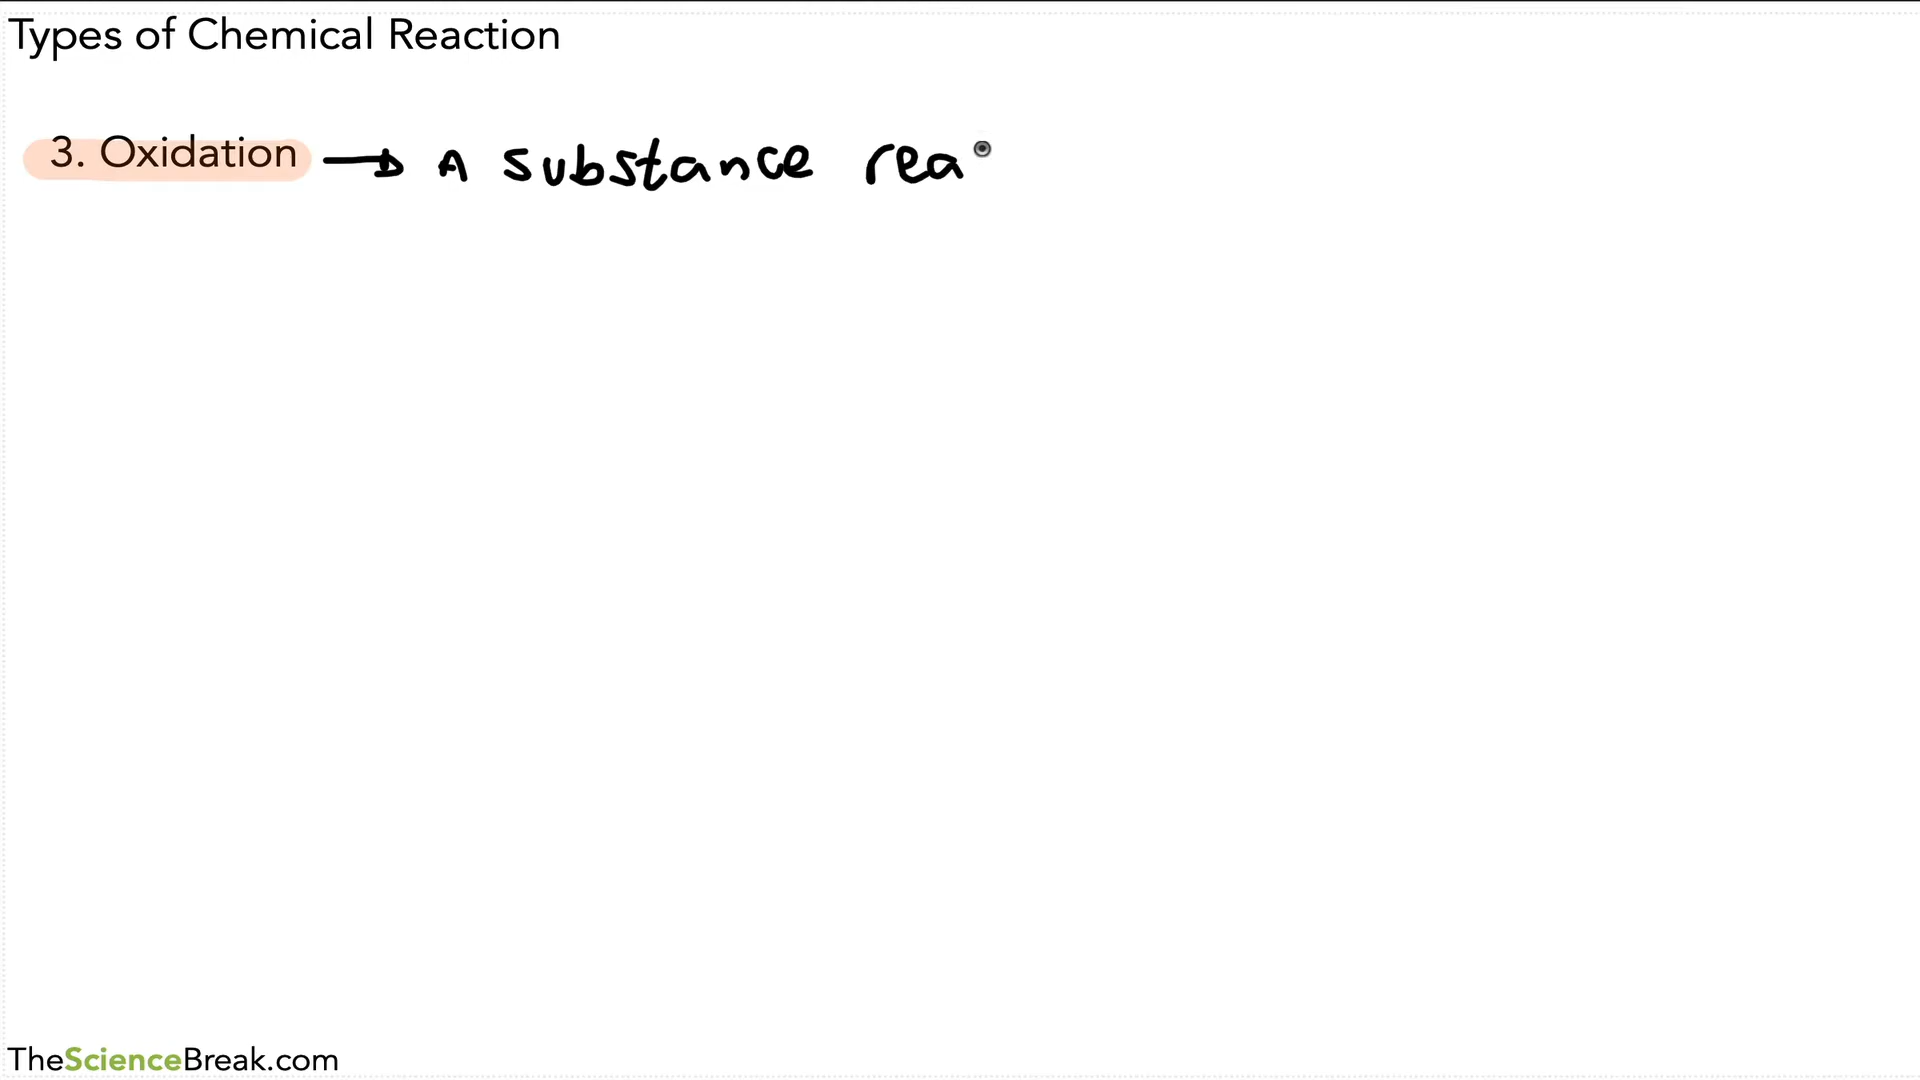 Types of Chemical Reaction
3. Oxidation → A substance rea
TheScienceBreak.com